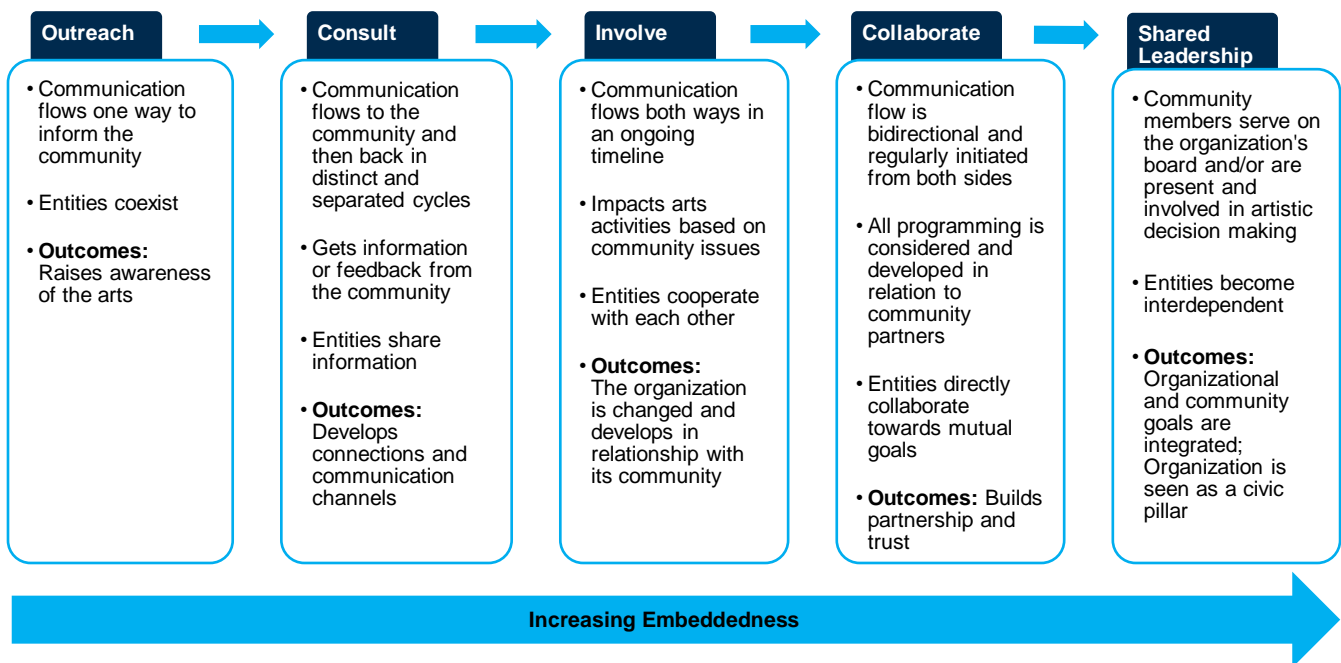 Outreach
• Communication
flows one way to
inform the
community
• Entities coexist
• Outcomes:
Raises awareness
of the arts
Consult
• Communication
flows to the
community and
then back in
distinct and
separated cycles
• Gets information
or feedback from
the community
• Entities share
information
• Outcomes:
Develops
connections and
communication
channels
Involve
• Communication
flows both ways in
an ongoing
timeline
• Impacts arts
activities based on
community issues
• Entities cooperate
with each other
• Outcomes:
The organization
is changed and
develops in
relationship with
its community
Collaborate
• Communication
flow is
bidirectional and
regularly initiated
from both sides
• All programming is
considered and
developed in
relation to
community
partners
• Entities directly
collaborate
towards mutual
goals
• Outcomes: Builds
partnership and
trust
Shared
Leadership
• Community
members serve on
the organization's
board and/or are
present and
involved in artistic
decision making
• Entities become
interdependent
• Outcomes:
Organizational
and community
goals are
integrated;
Organization is
seen as a civic
pillar
Increasing Embeddedness